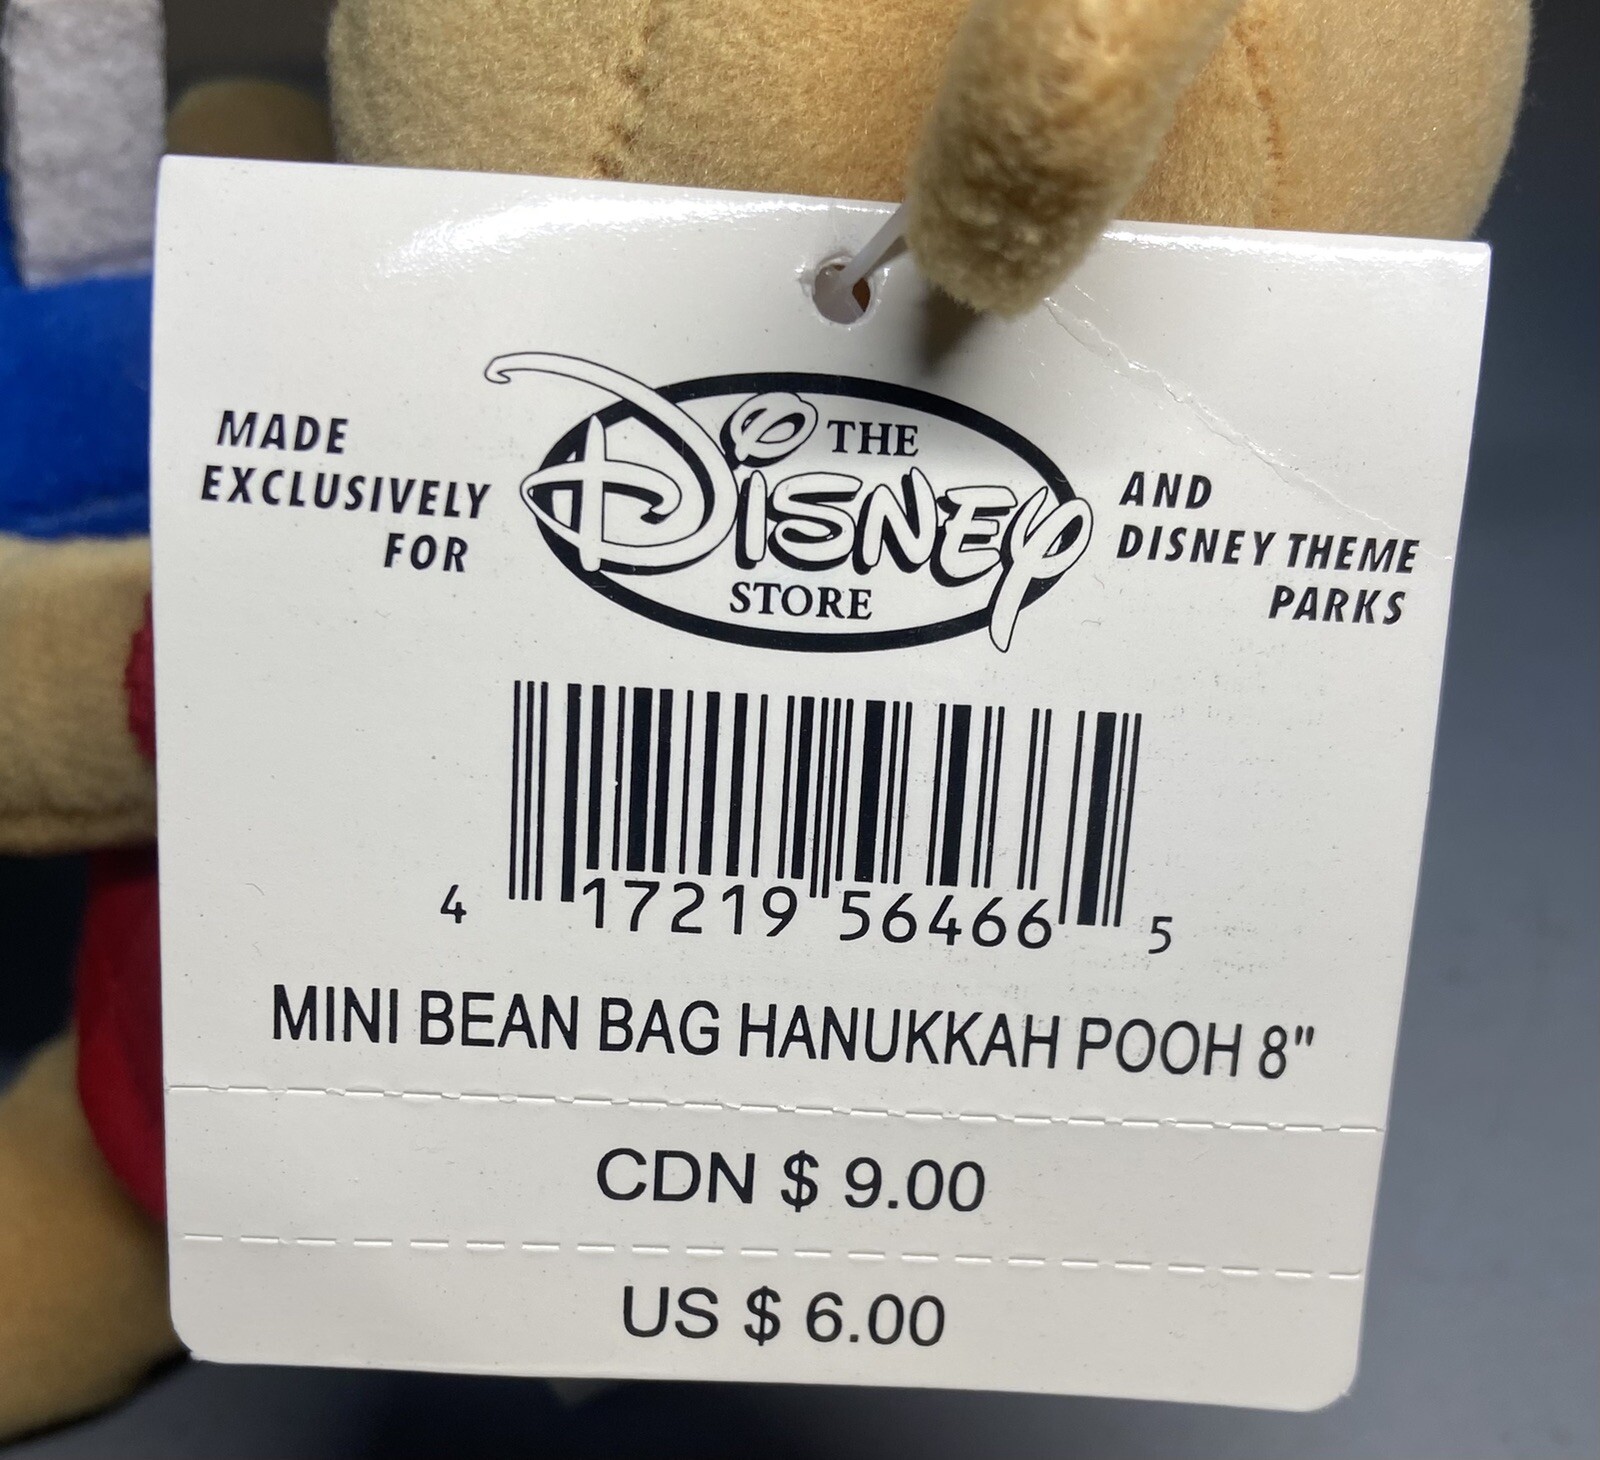 MADE
EXCLUSIVELY
FOR
THE
DISNEY
STORE
AND
DISNEY THEME
PARKS
4 17219 56466 5
MINI BEAN BAG HANUKKAH POOH 8"
CDN $ 9.00
US $ 6.00